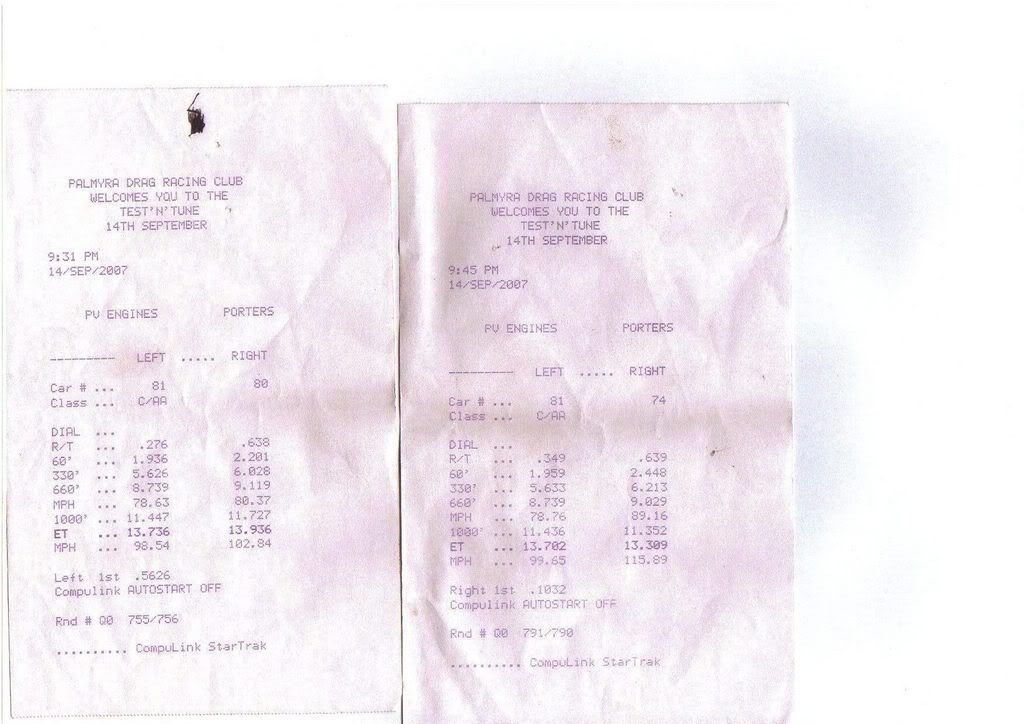 PALMYRA DRAG RACING CLUB
WELCOMES YOU TO THE
TEST'N'TUNE
14TH SEPTEMBER
9:31 PM
14/SEP/2007
PV ENGINES PORTERS
--------- LEFT ..... RIGHT
Car # ... 81 80
Class ... C/AA
DIAL ...
R/T ... .276 .638
60' ... 1.936 2.201
330' ... 5.626 6.028
660' ... 8.739 9.119
MPH ... 78.63 80.37
1000' ... 11.447 11.727
ET ... 13.736 13.936
MPH ... 98.54 102.84
Left 1st .5626
Compulink AUTOSTART OFF
Rnd # Q0 755/756
.......... CompuLink StarTrak
PALMYRA DRAG RACING CLUB
WELCOMES YOU TO THE
TEST'N'TUNE
14TH SEPTEMBER
9:45 PM
14/SEP/2007
PV ENGINES PORTERS
--------- LEFT ..... RIGHT
Car # ... 81 74
Class ... C/AA
DIAL ...
R/T ... .349 .639
60' ... 1.959 2.448
330' ... 5.633 6.213
660' ... 8.739 9.029
MPH ... 78.76 89.16
1000' ... 11.436 11.352
ET ... 13.702 13.309
MPH ... 99.65 115.89
Right 1st .1032
Compulink AUTOSTART OFF
Rnd # Q0 791/790
.......... CompuLink StarTrak